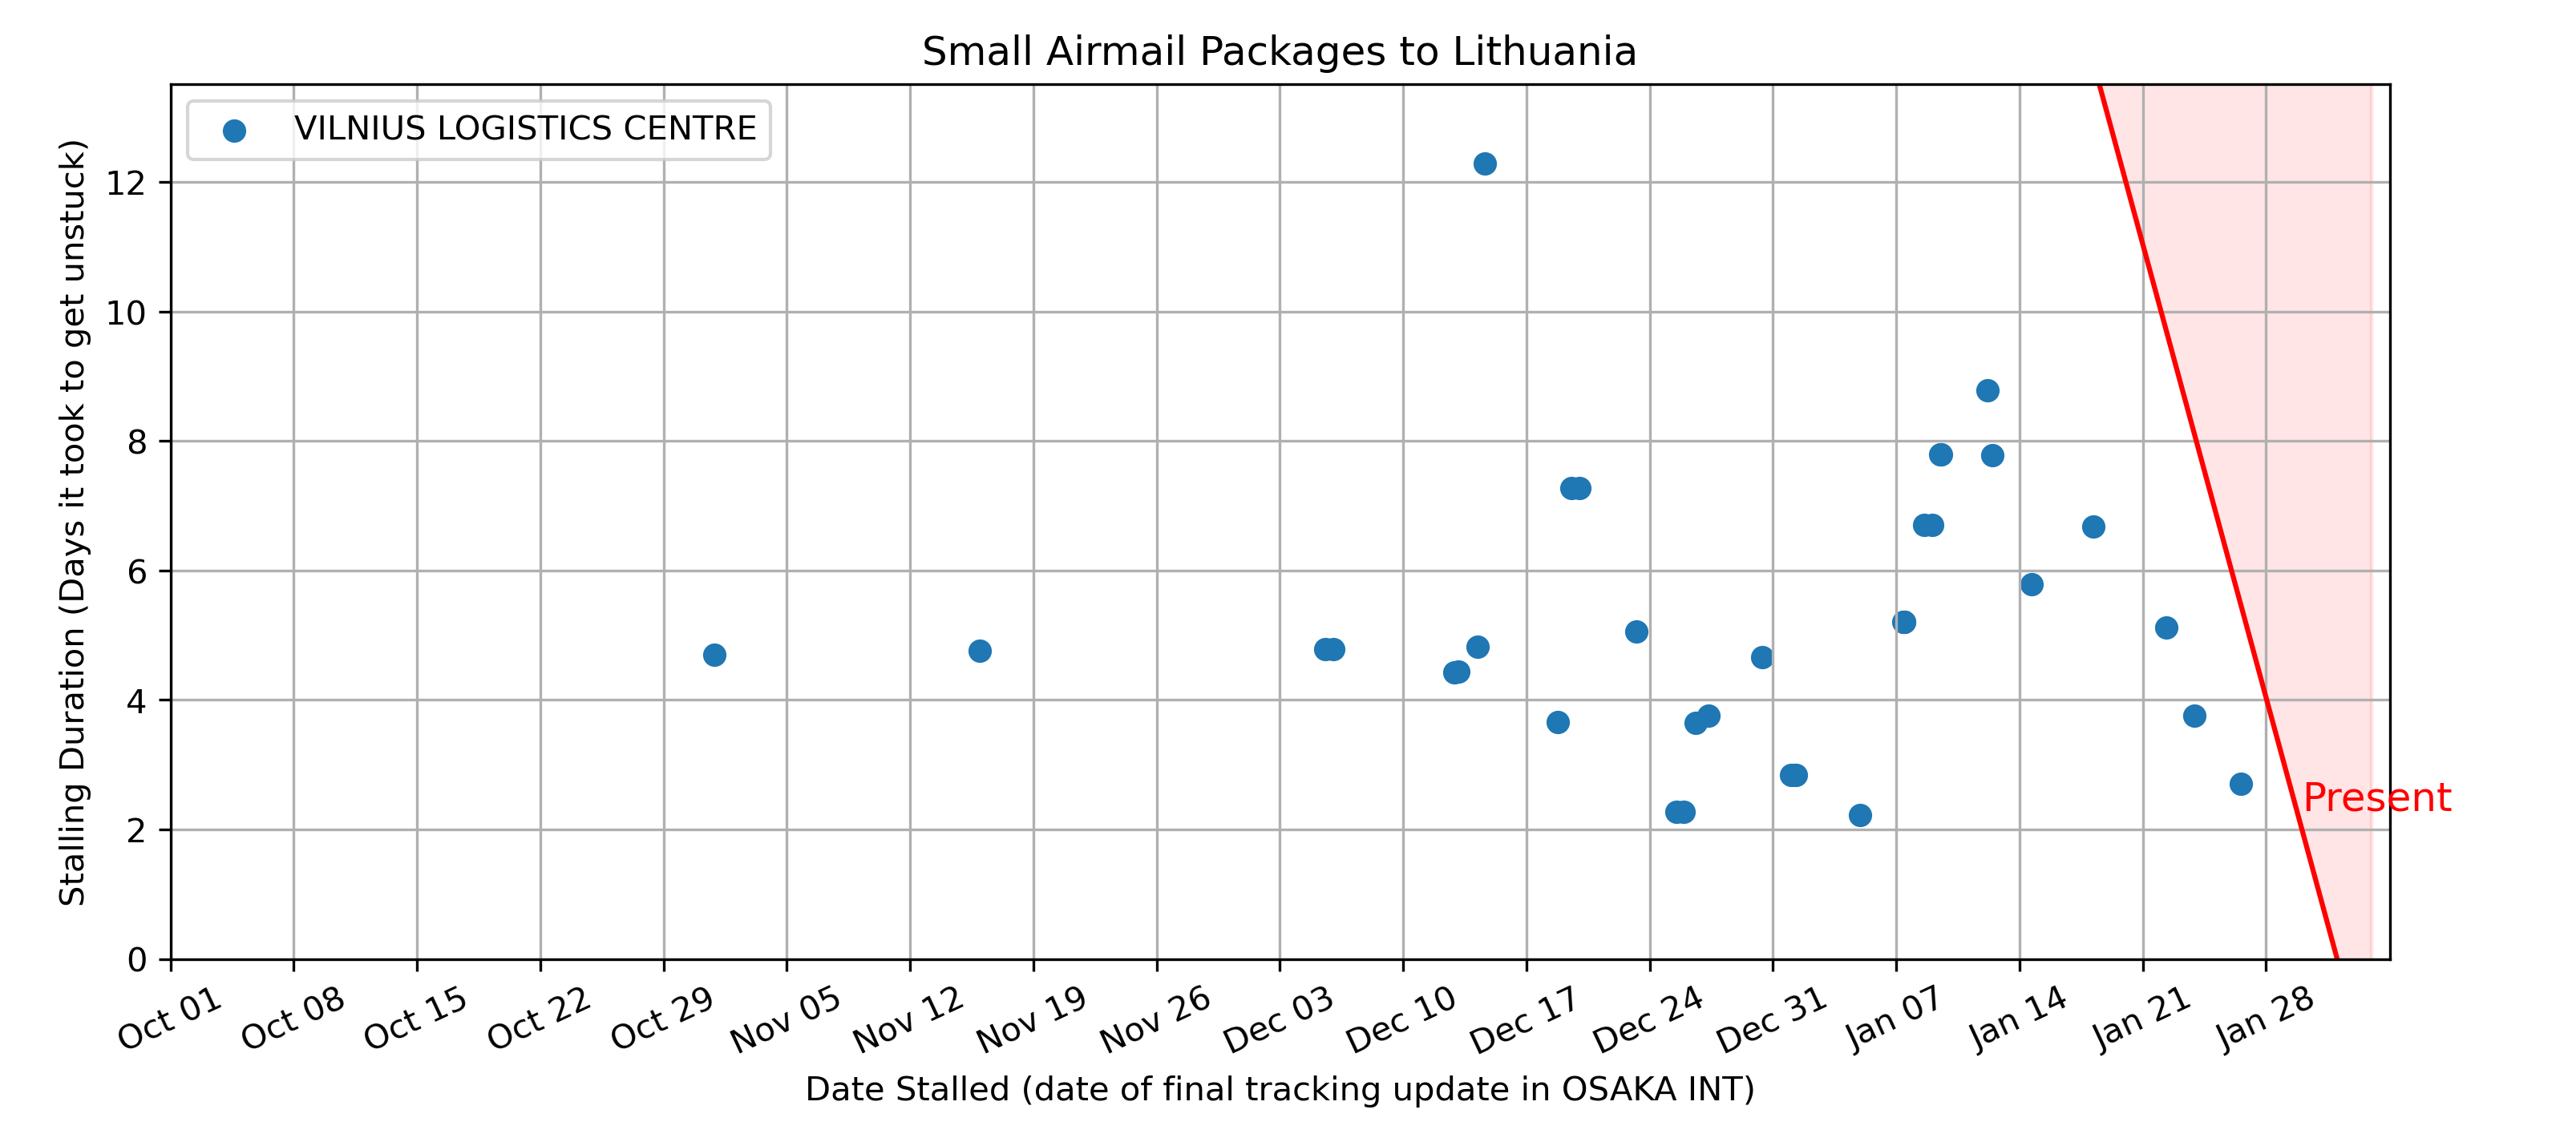 Small Airmail Packages to Lithuania
VILNIUS LOGISTICS CENTRE
Stalling Duration (Days it took to get unstuck)
12
10
8
6
4
2
0
Present
Oct 01
Oct 08
Oct 15
Oct 22
Oct 29
Nov 05
Nov 12
Nov 19
Nov 26
Dec 03
Dec 10
Dec 17
Dec 24
Dec 31
Jan 07
Jan 14
Jan 21
Jan 28
Date Stalled (date of final tracking update in OSAKA INT)